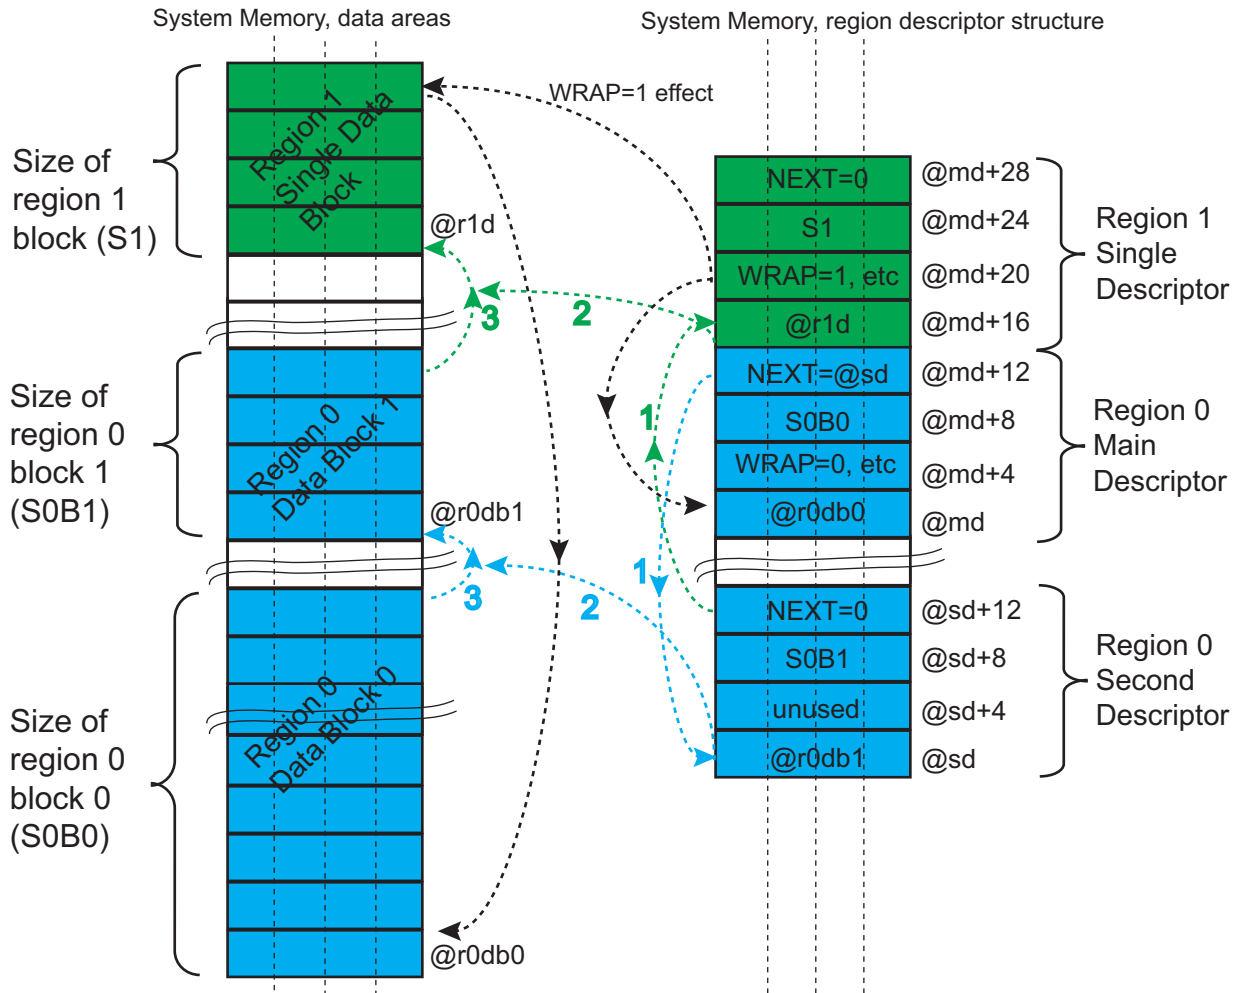 System Memory, data areas
System Memory, region descriptor structure
WRAP=1 effect
Size of
region 1
block (S1)
Region 1
Single Data
Block
@r1d
3
2
1
NEXT=0
@md+28
S1
@md+24
WRAP=1, etc
@md+20
@r1d
@md+16
Region 1
Single
Descriptor
Size of
region 0
block 1
(S0B1)
Region 0
Data Block 1
@r0db1
NEXT=@sd
@md+12
S0B0
@md+8
WRAP=0, etc
@md+4
@r0db0
@md
Region 0
Main
Descriptor
3
2
1
Size of
region 0
block 0
(S0B0)
Region 0
Data Block 0
@r0db0
NEXT=0
@sd+12
S0B1
@sd+8
unused
@sd+4
@r0db1
@sd
Region 0
Second
Descriptor